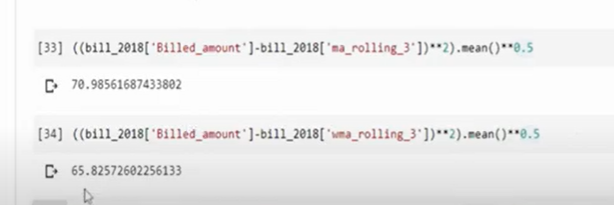 [33] ((bill_2018['Billed_amount']-bill_2018['ma_rolling_3'])**2).mean()**0.5
70.98561687433802
[34] ((bill_2018['Billed_amount']-bill_2018['wma_rolling_3'])**2).mean()**0.5
65.82572602256133